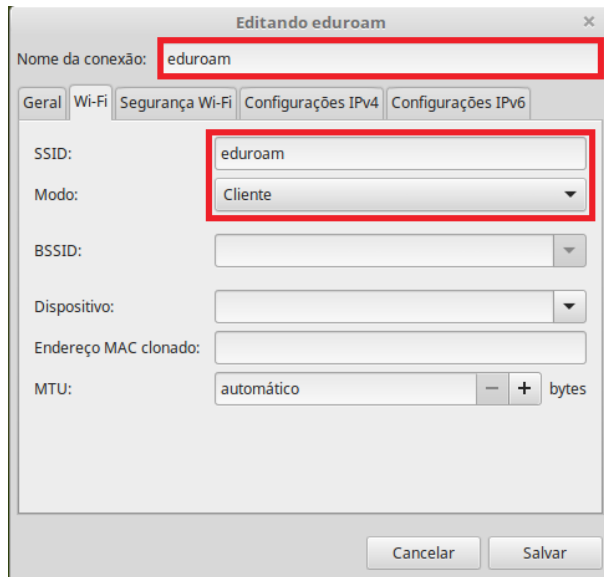 Editando eduroam
Nome da conexão: eduroam
Geral Wi-Fi Segurança Wi-Fi Configurações IPv4 Configurações IPv6
SSID: eduroam
Modo: Cliente
BSSID:
Dispositivo:
Endereço MAC clonado:
MTU: automático bytes
Cancelar Salvar